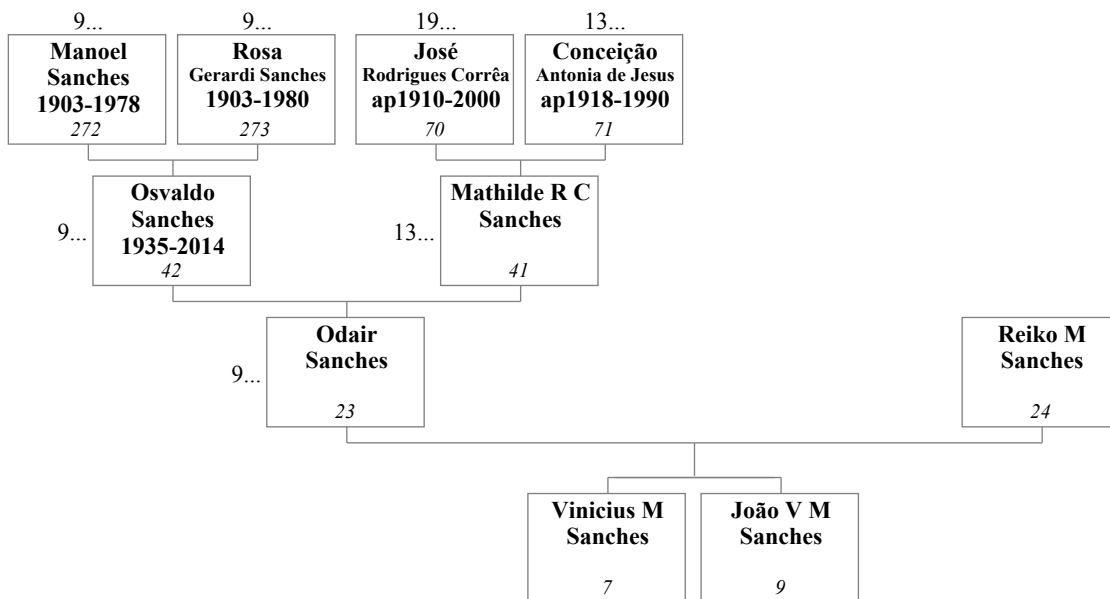 9...
9...
19...
13...
Manoel
Sanches
1903-1978
272
Rosa
Gerardi Sanches
1903-1980
273
José
Rodrigues Corrêa
ap1910-2000
70
Conceição
Antonia de Jesus
ap1918-1990
71
9...
Osvaldo
Sanches
1935-2014
42
13...
Mathilde R C
Sanches
41
9...
Odair
Sanches
23
Reiko M
Sanches
24
Vinicius M
Sanches
7
João V M
Sanches
9